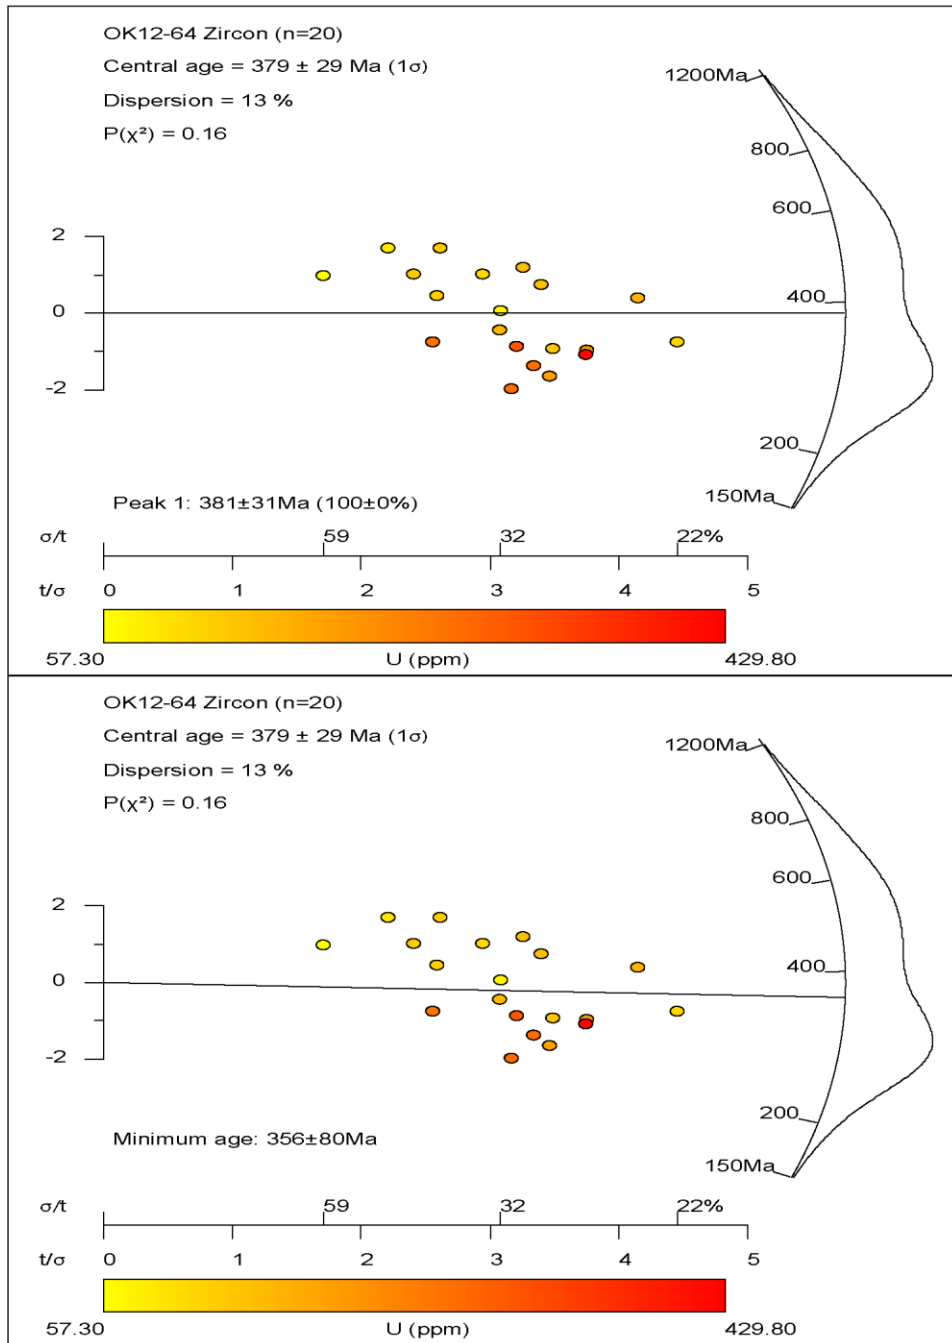 OK12-64 Zircon (n=20)
Central age = 379 ± 29 Ma (1σ)
Dispersion = 13 %
P(χ²) = 0.16
1200Ma
800
600
400
200
150Ma
2
0
-2
Peak 1: 381±31Ma (100±0%)
σ/t 59 32 22%
t/σ 0 1 2 3 4 5
57.30 U (ppm) 429.80
OK12-64 Zircon (n=20)
Central age = 379 ± 29 Ma (1σ)
Dispersion = 13 %
P(χ²) = 0.16
1200Ma
800
600
400
200
150Ma
2
0
-2
Minimum age: 356±80Ma
σ/t 59 32 22%
t/σ 0 1 2 3 4 5
57.30 U (ppm) 429.80